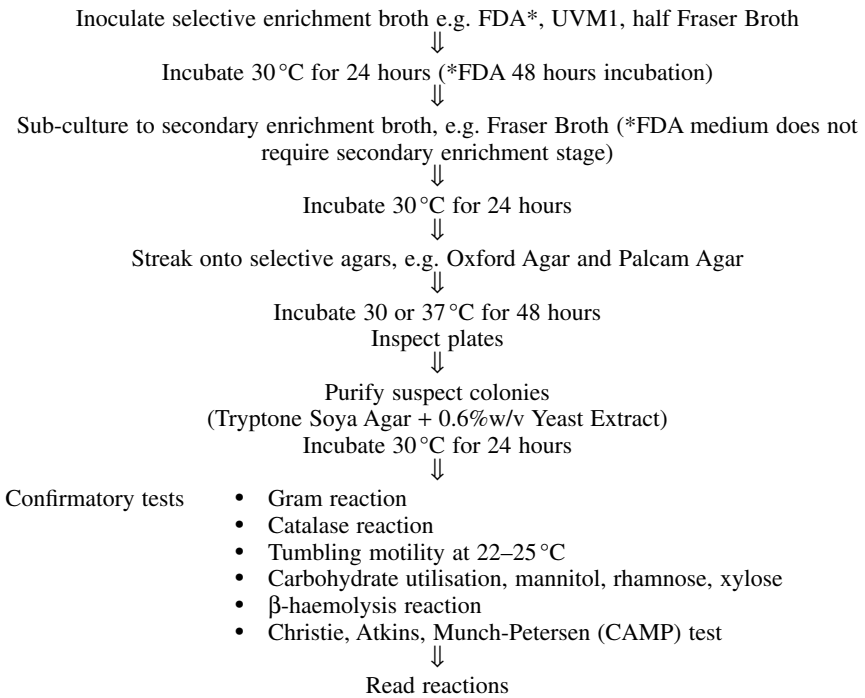 Inoculate selective enrichment broth e.g. FDA*, UVM1, half Fraser Broth
⇓
Incubate 30 °C for 24 hours (*FDA 48 hours incubation)
⇓
Sub-culture to secondary enrichment broth, e.g. Fraser Broth (*FDA medium does not
require secondary enrichment stage)
⇓
Incubate 30 °C for 24 hours
⇓
Streak onto selective agars, e.g. Oxford Agar and Palcam Agar
⇓
Incubate 30 or 37 °C for 48 hours
Inspect plates
⇓
Purify suspect colonies
(Tryptone Soya Agar + 0.6%w/v Yeast Extract)
Incubate 30 °C for 24 hours
⇓
Confirmatory tests • Gram reaction
• Catalase reaction
• Tumbling motility at 22–25 °C
• Carbohydrate utilisation, mannitol, rhamnose, xylose
• β-haemolysis reaction
• Christie, Atkins, Munch-Petersen (CAMP) test
⇓
Read reactions